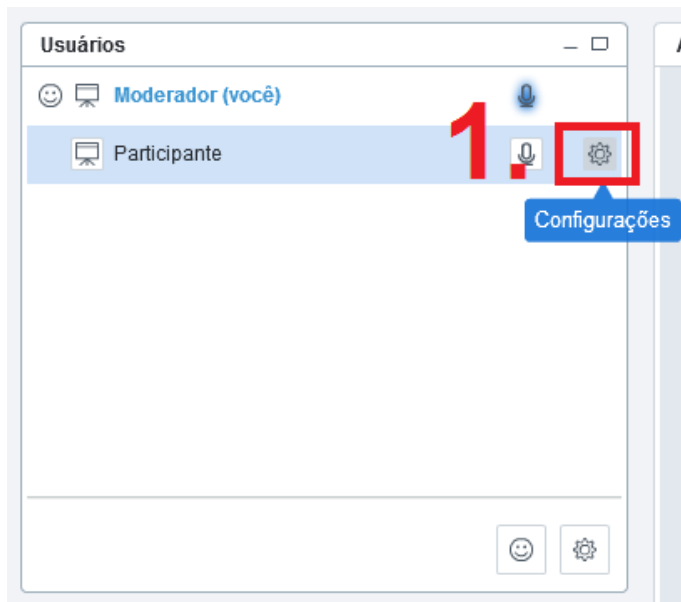 Usuários
A
Moderador (você)
1.
Participante
Configurações